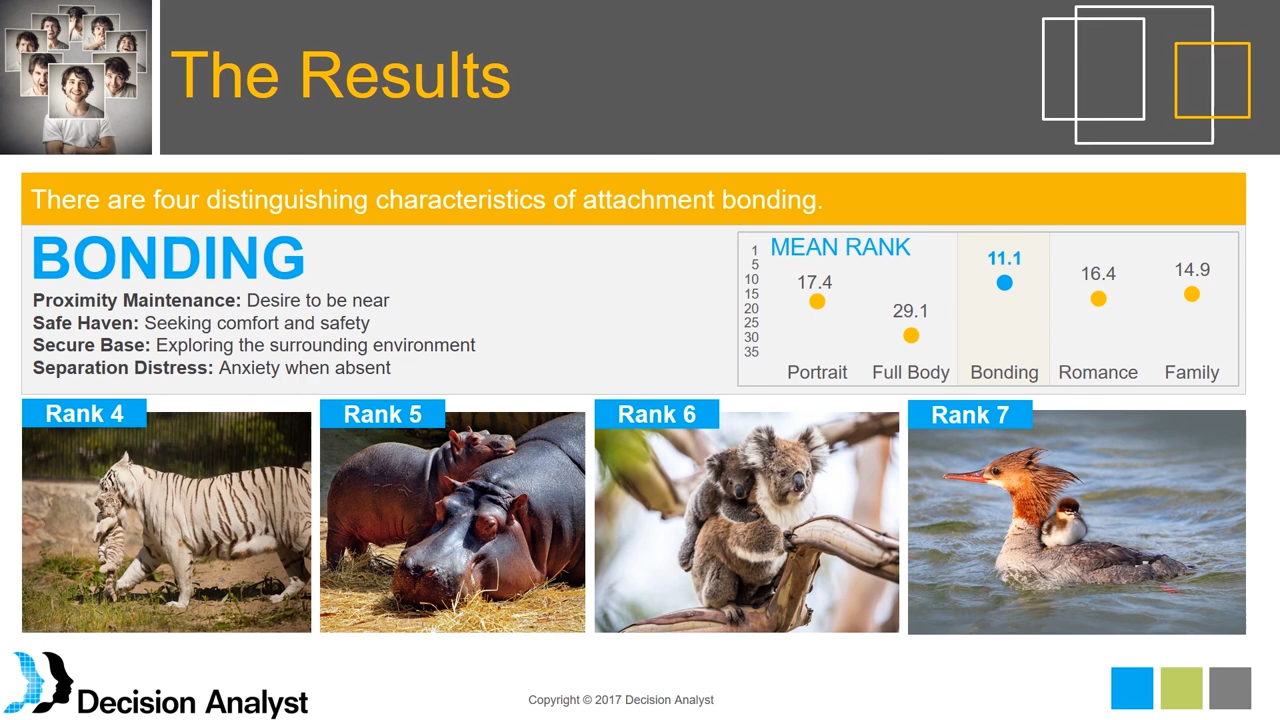 The Results
There are four distinguishing characteristics of attachment bonding.
BONDING
Proximity Maintenance: Desire to be near
Safe Haven: Seeking comfort and safety
Secure Base: Exploring the surrounding environment
Separation Distress: Anxiety when absent
MEAN RANK
1
5
10
15
20
25
30
35
17.4
29.1
11.1
16.4
14.9
Portrait Full Body Bonding Romance Family
Rank 4
Rank 5
Rank 6
Rank 7
Decision Analyst
Copyright © 2017 Decision Analyst